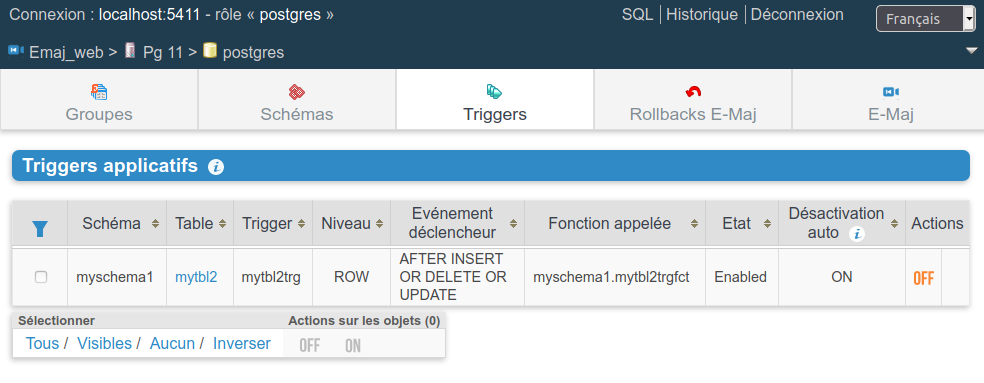 Connexion : localhost:5411 - rôle « postgres »
SQL | Historique | Déconnexion
Français
Emaj_web > Pg 11 > postgres
Groupes
Schémas
Triggers
Rollbacks E-Maj
E-Maj
Triggers applicatifs
Schéma Table Trigger Niveau Evénement déclencheur Fonction appelée Etat Désactivation auto Actions
myschema1 mytbl2 mytbl2trg ROW AFTER INSERT OR DELETE OR UPDATE myschema1.mytbl2trgfct Enabled ON OFF
Sélectionner Actions sur les objets (0)
Tous / Visibles / Aucun / Inverser OFF ON